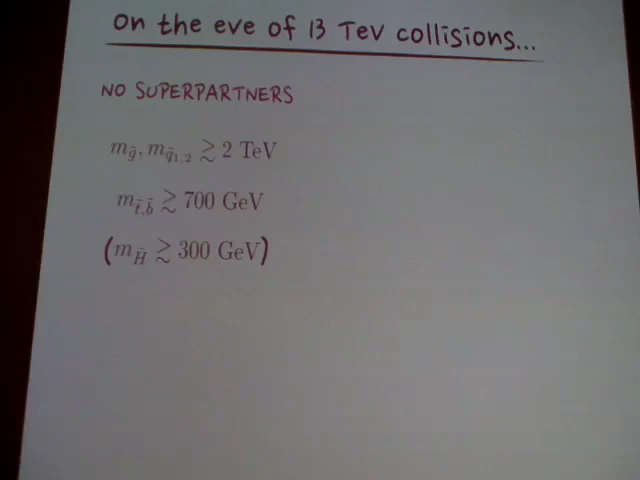 On the eve of 13 TeV collisions...
NO SUPERPARTNERS
m_g̃, m_q̃1,2 ≳ 2 TeV
m_t̃,b̃ ≳ 700 GeV
(m_H̃ ≳ 300 GeV)